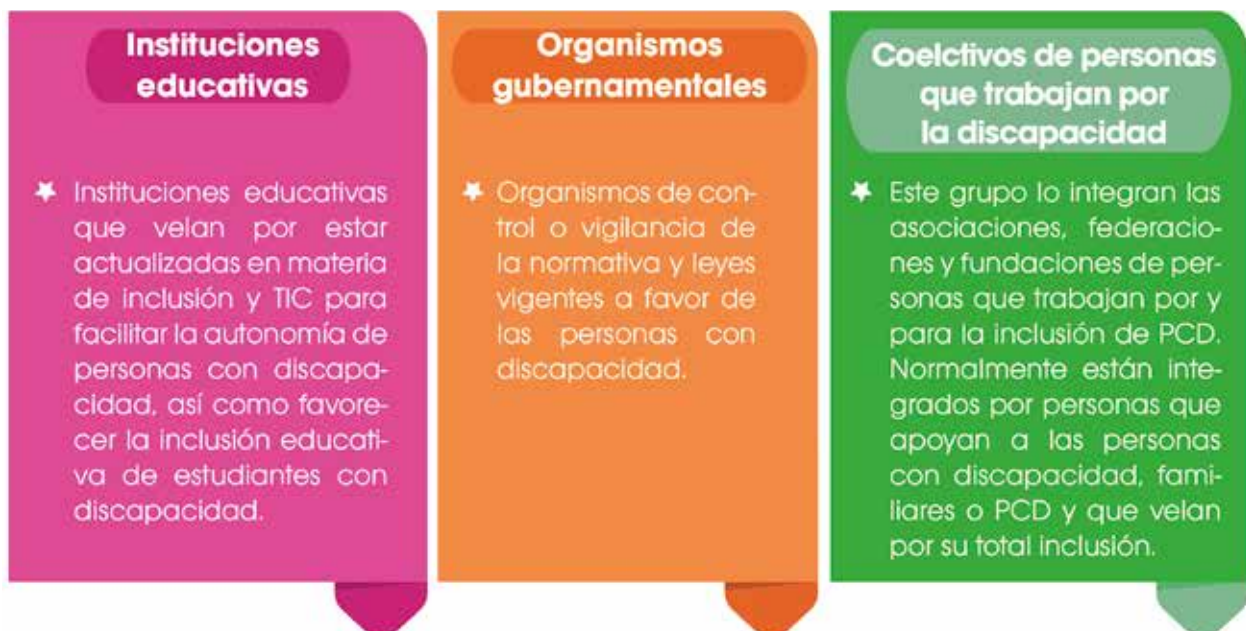 Instituciones
educativas
Instituciones educativas
que velan por estar
actualizadas en materia
de inclusión y TIC para
facilitar la autonomía de
personas con discapa-
cidad, así como favore-
cer la inclusión educati-
va de estudiantes con
discapacidad.
Organismos
gubernamentales
Organismos de con-
trol o vigilancia de
la normativa y leyes
vigentes a favor de
las personas con
discapacidad.
Coelctivos de personas
que trabajan por
la discapacidad
Este grupo lo integran las
asociaciones, federacio-
nes y fundaciones de per-
sonas que trabajan por y
para la inclusión de PCD.
Normalmente están inte-
grados por personas que
apoyan a las personas
con discapacidad, fami-
liares o PCD y que velan
por su total inclusión.